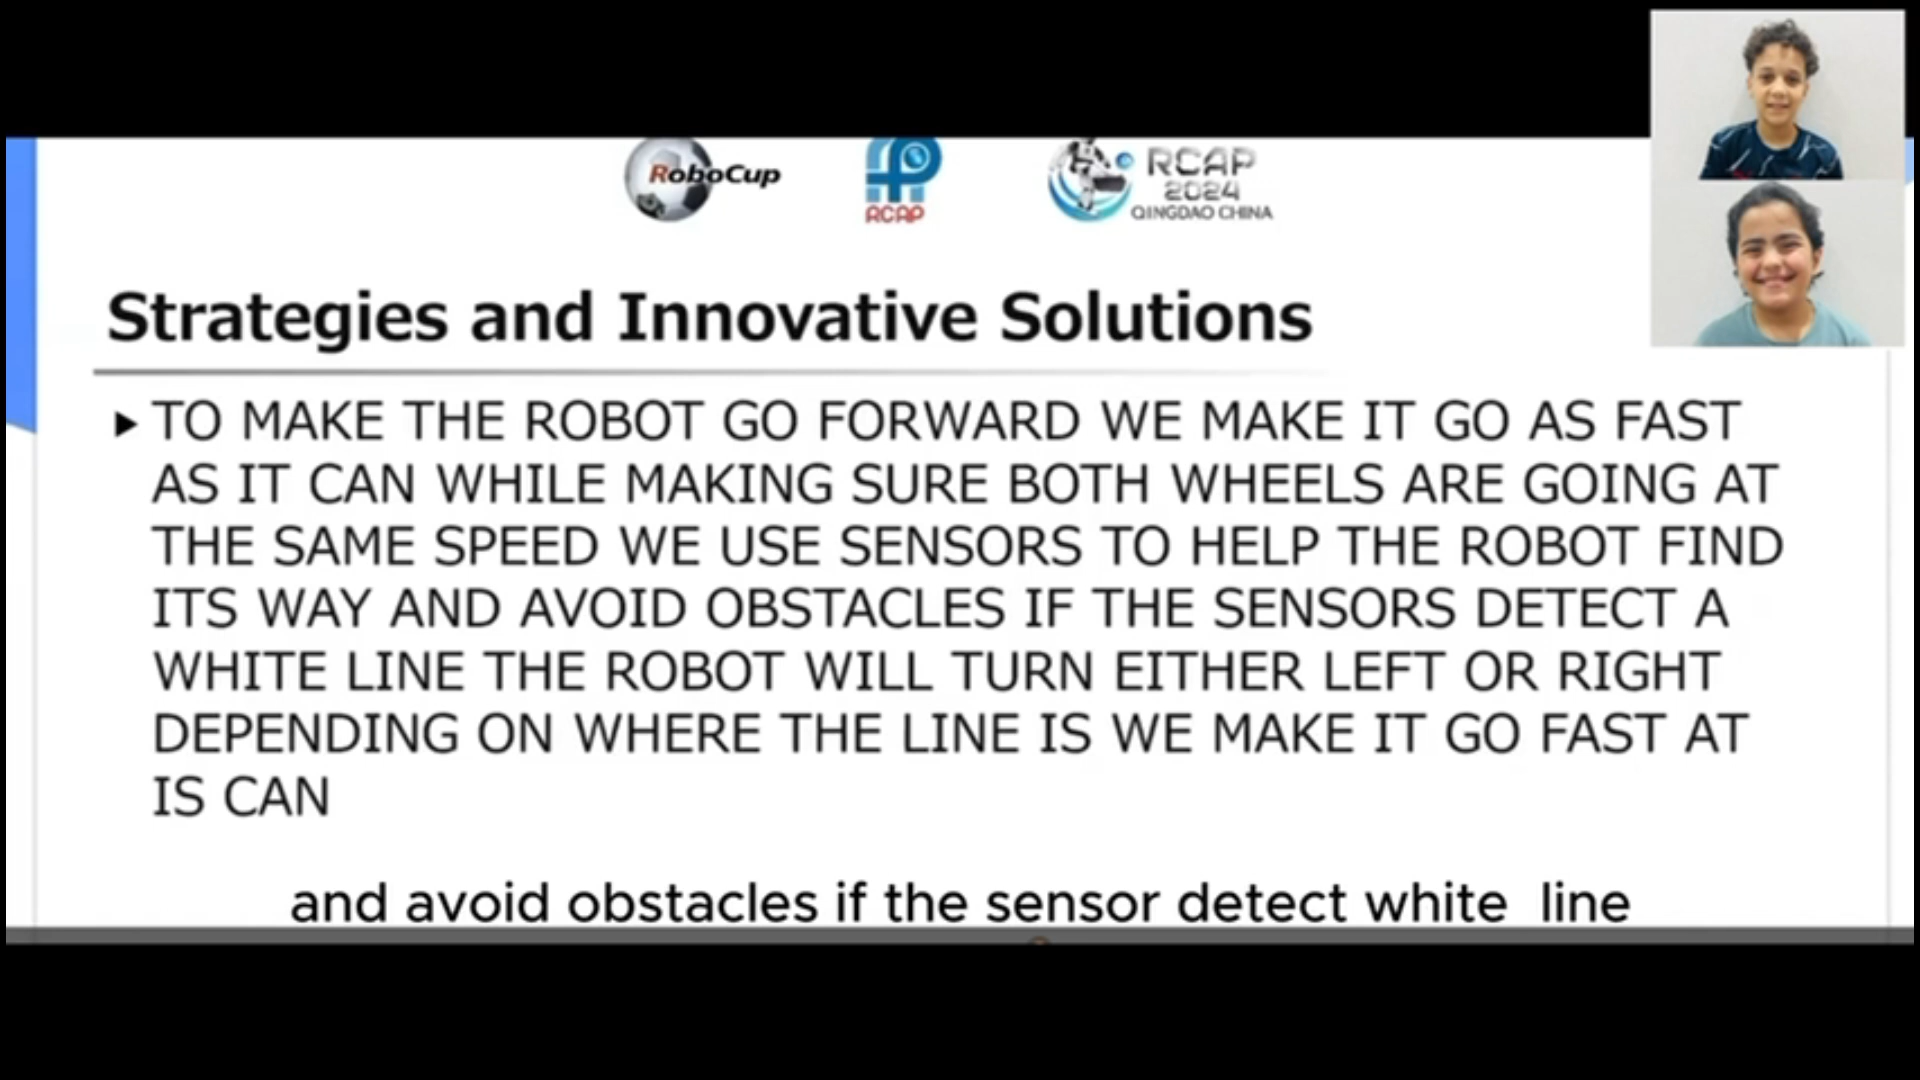 RoboCup
RCAP
RCAP
2024
QINGDAO CHINA
Strategies and Innovative Solutions
TO MAKE THE ROBOT GO FORWARD WE MAKE IT GO AS FAST
AS IT CAN WHILE MAKING SURE BOTH WHEELS ARE GOING AT
THE SAME SPEED WE USE SENSORS TO HELP THE ROBOT FIND
ITS WAY AND AVOID OBSTACLES IF THE SENSORS DETECT A
WHITE LINE THE ROBOT WILL TURN EITHER LEFT OR RIGHT
DEPENDING ON WHERE THE LINE IS WE MAKE IT GO FAST AT
IS CAN
and avoid obstacles if the sensor detect white line